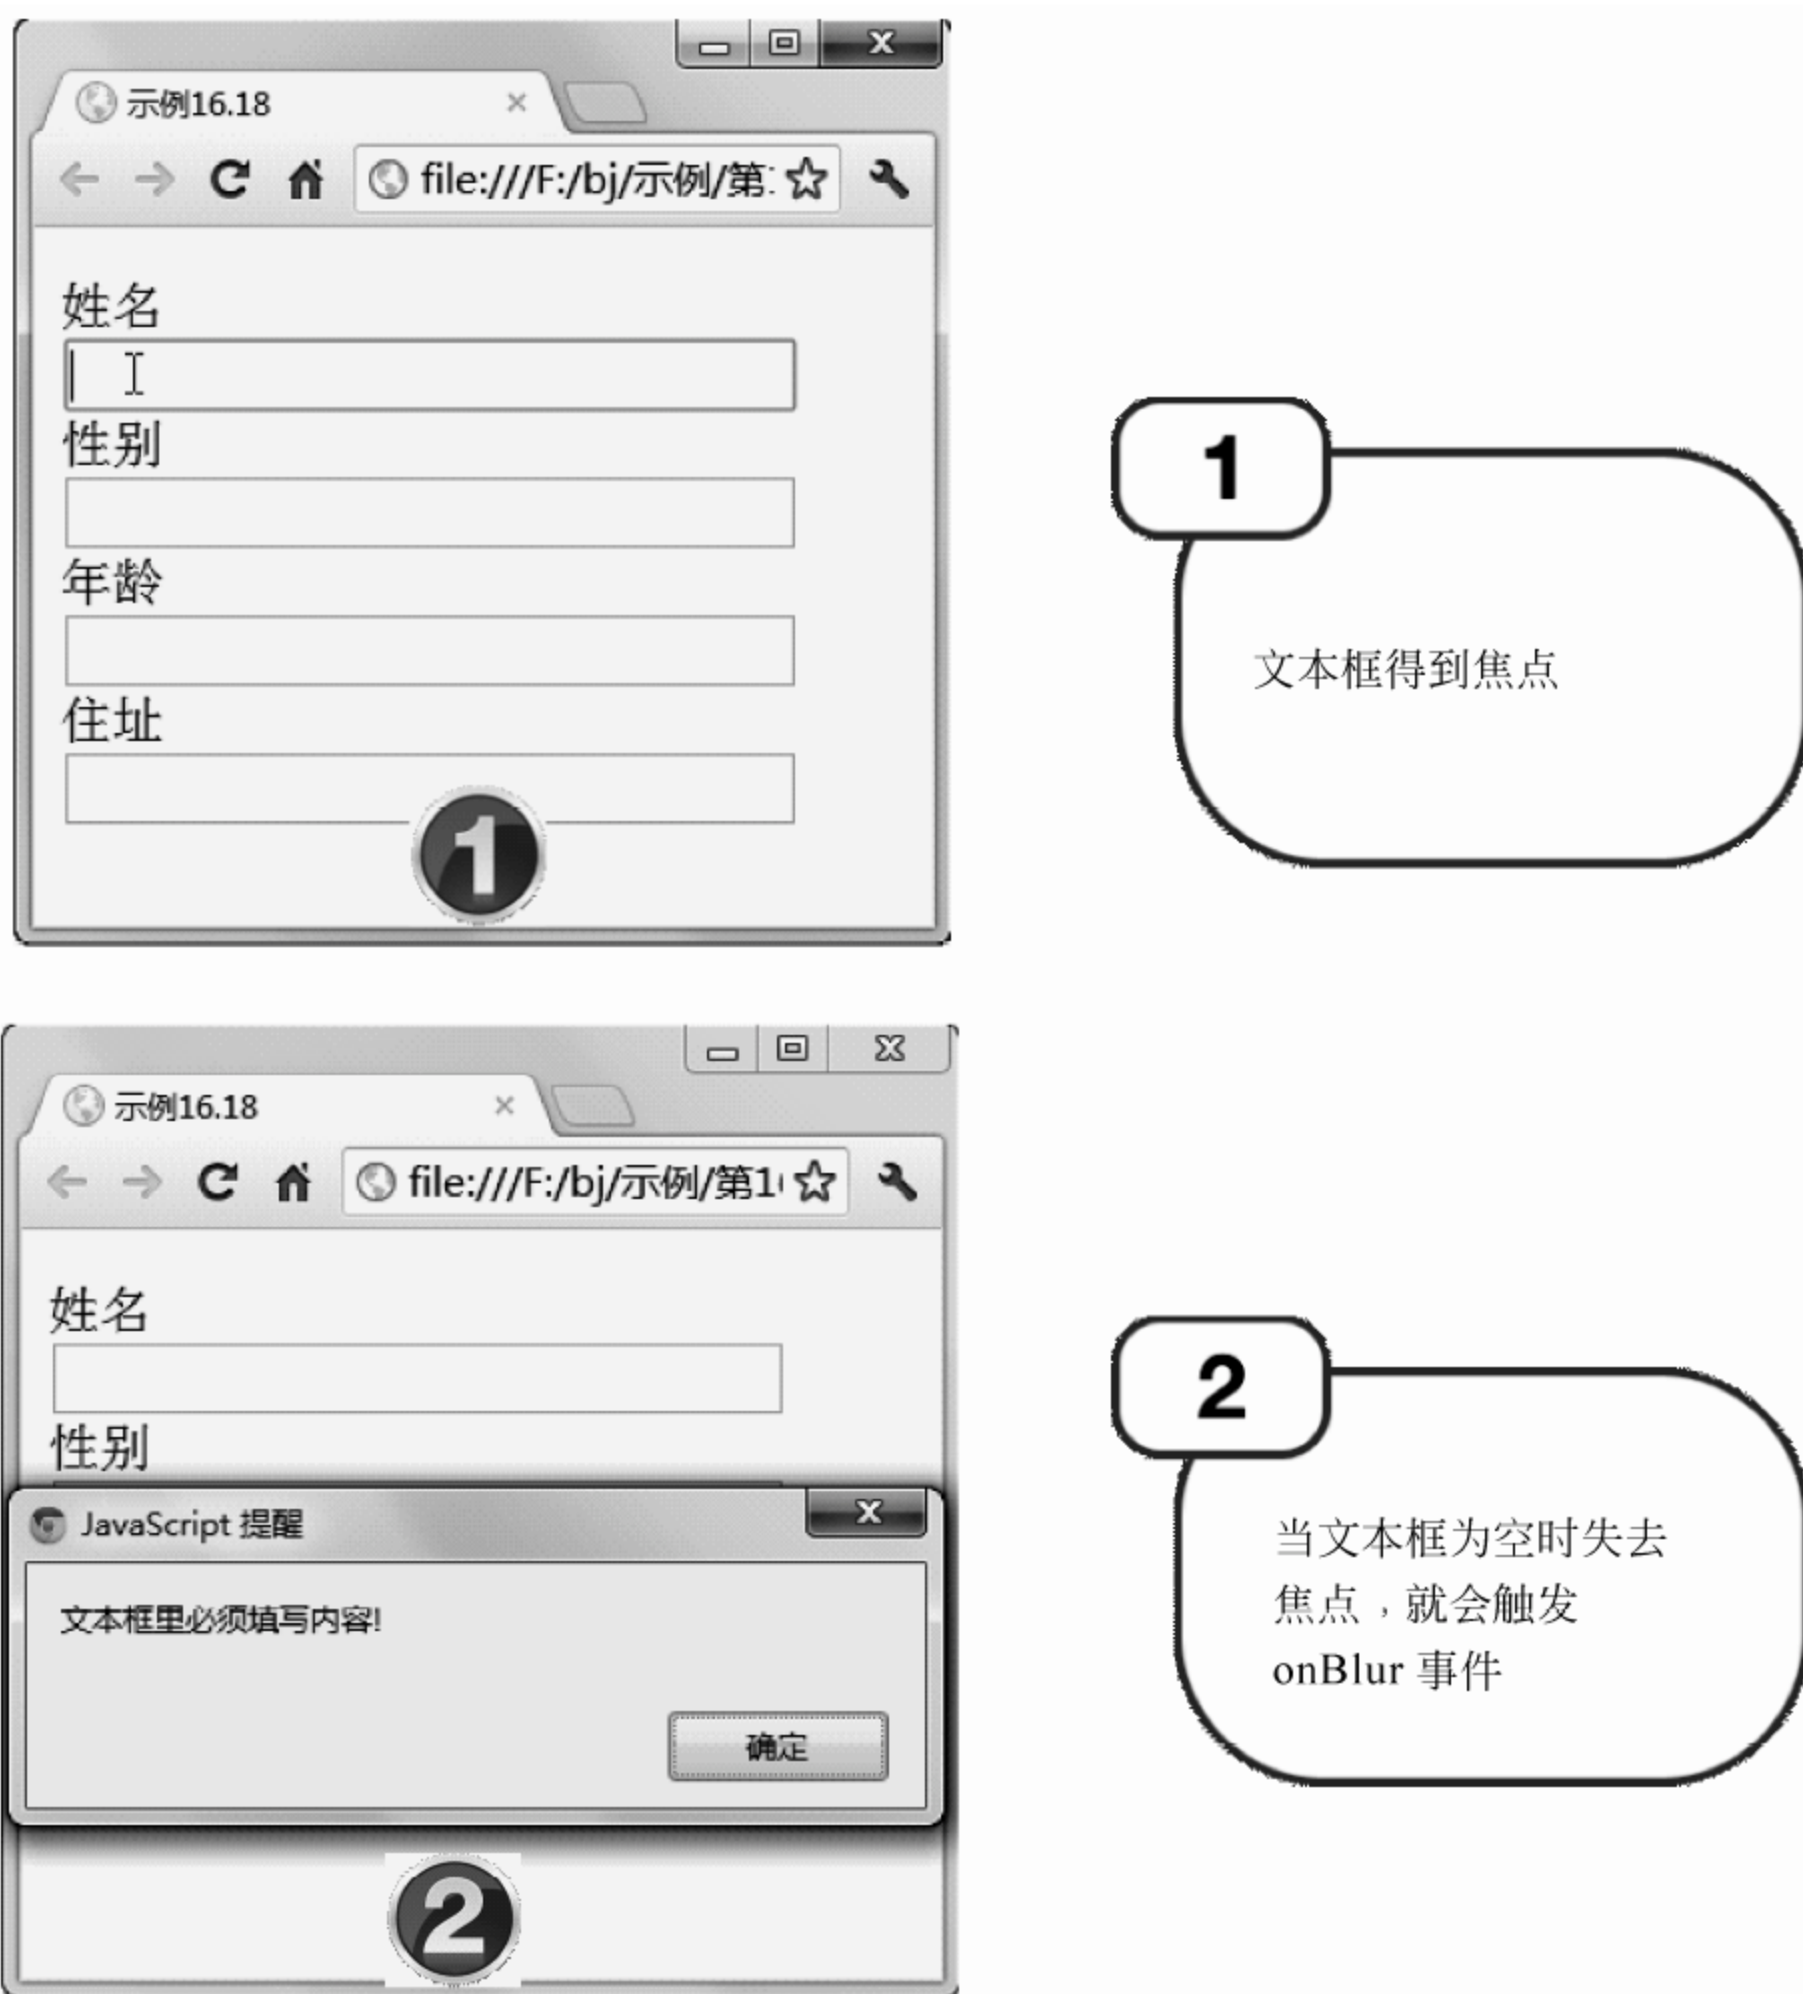 示例16.18
file:///F:/bj/示例/第
姓名
性别
年龄
住址
1
1
文本框得到焦点
示例16.18
file:///F:/bj/示例/第1
姓名
性别
JavaScript 提醒
文本框里必须填写内容!
确定
2
2
当文本框为空时失去
焦点，就会触发
onBlur 事件